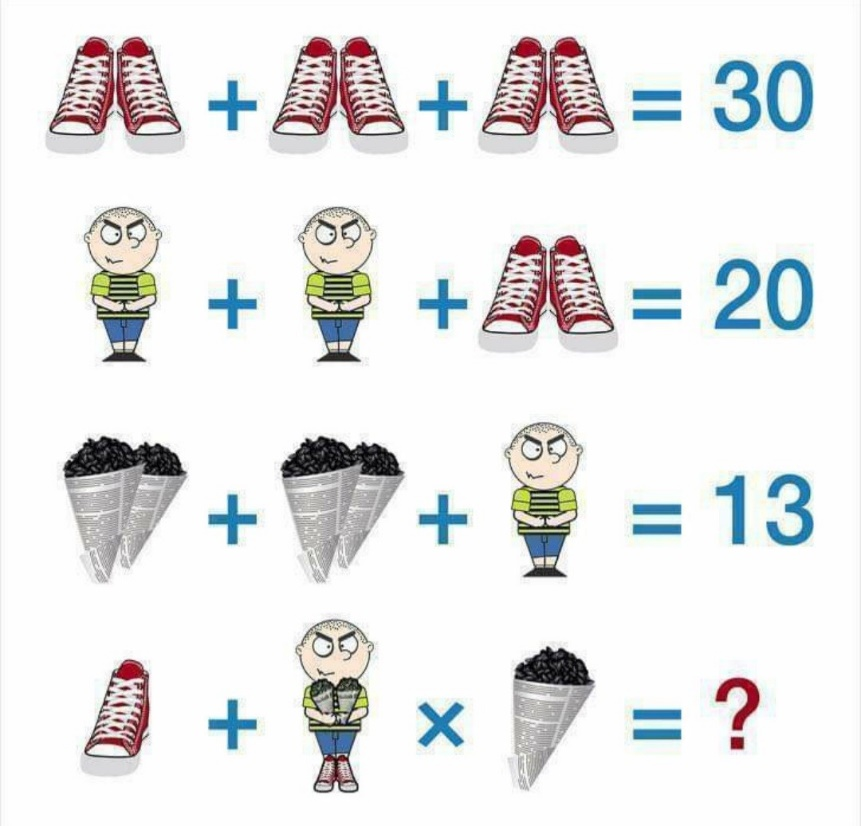 + + = 30
+ + = 20
+ + = 13
+ × = ?